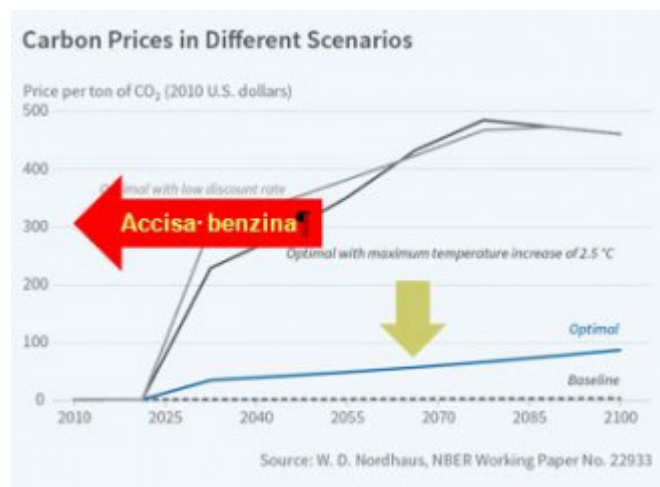 Carbon Prices in Different Scenarios
Price per ton of CO₂ (2010 U.S. dollars)
500
400
Optimal with low discount rate
300
Accisa· benzina¶
Optimal with maximum temperature increase of 2.5 °C
200
100
Optimal
Baseline
0
2010 2025 2040 2055 2070 2085 2100
Source: W. D. Nordhaus, NBER Working Paper No. 22933